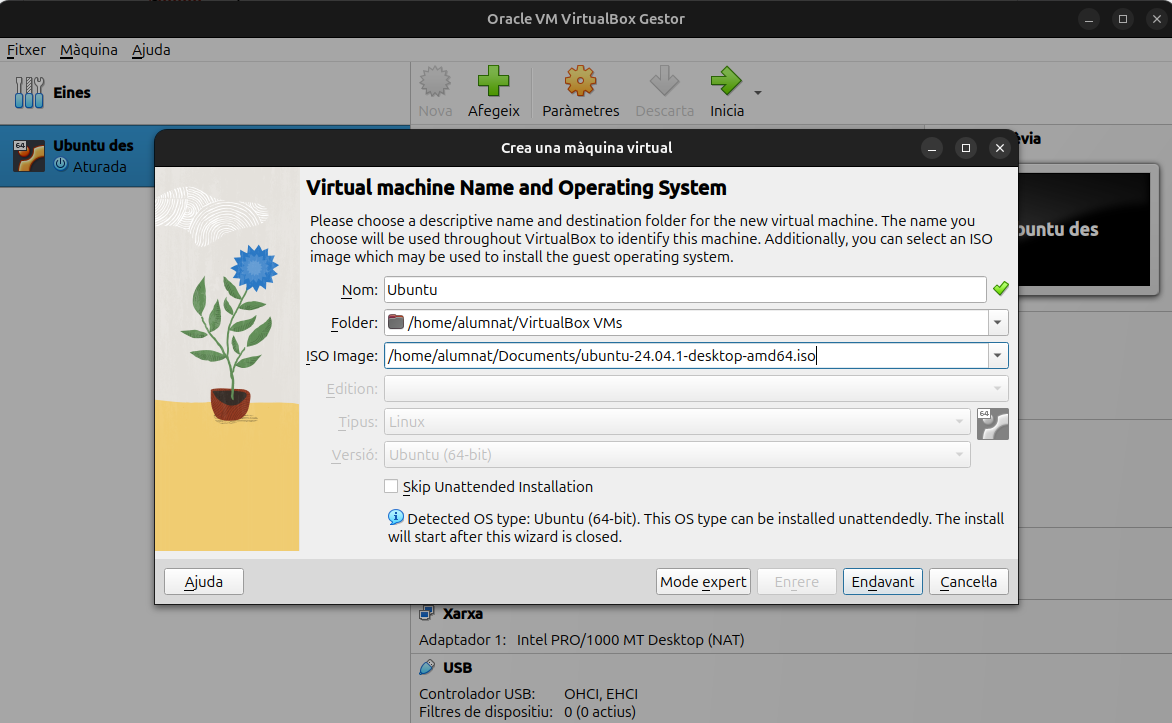 Oracle VM VirtualBox Gestor
Fitxer Màquina Ajuda
Eines
Nova Afegeix Paràmetres Descarta Inicia
64 Ubuntu des
Aturada
Crea una màquina virtual
Virtual machine Name and Operating System
Please choose a descriptive name and destination folder for the new virtual machine. The name you
choose will be used throughout VirtualBox to identify this machine. Additionally, you can select an ISO
image which may be used to install the guest operating system.
Nom: Ubuntu
Folder: /home/alumnat/VirtualBox VMs
ISO Image: /home/alumnat/Documents/ubuntu-24.04.1-desktop-amd64.iso
Edition:
Tipus: Linux
64
Versió: Ubuntu (64-bit)
Skip Unattended Installation
Detected OS type: Ubuntu (64-bit). This OS type can be installed unattendedly. The install
will start after this wizard is closed.
Ajuda Mode expert Enrere Endavant Cancel·la
èvia
buntu des
Xarxa
Adaptador 1: Intel PRO/1000 MT Desktop (NAT)
USB
Controlador USB: OHCI, EHCI
Filtres de dispositiu: 0 (0 actius)